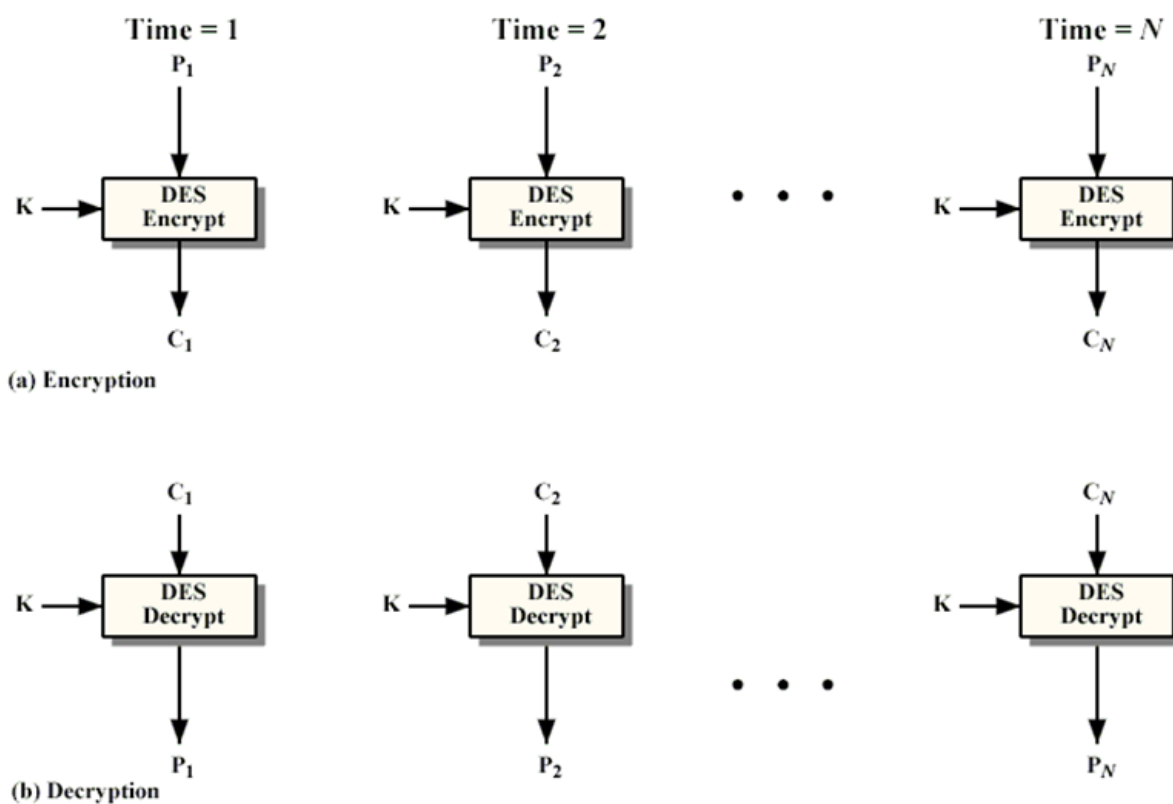 Time = 1 Time = 2 Time = N
P1 P2 PN
K DES Encrypt K DES Encrypt K DES Encrypt
C1 C2 CN
(a) Encryption
C1 C2 CN
K DES Decrypt K DES Decrypt K DES Decrypt
P1 P2 PN
(b) Decryption